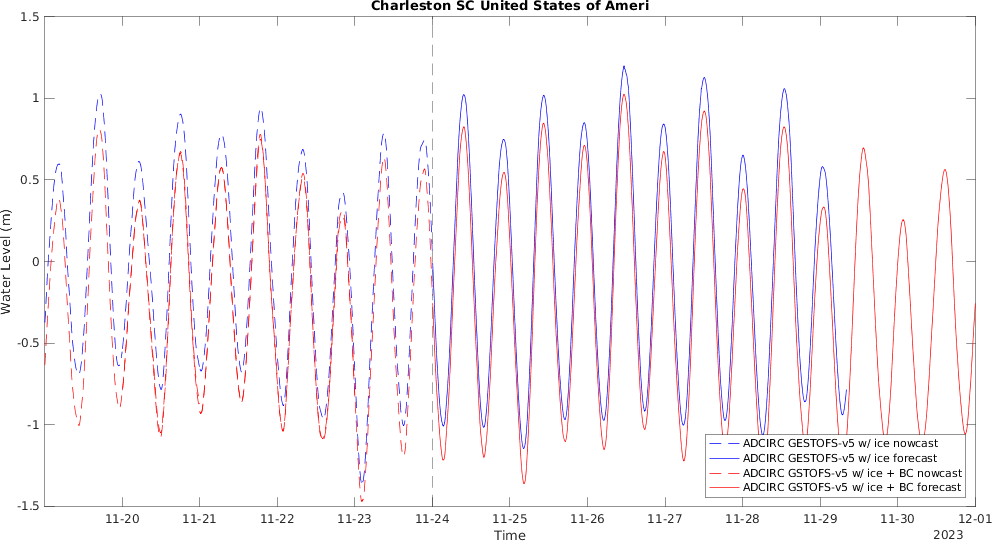 Charleston SC United States of Ameri
1.5
1
0.5
0
-0.5
-1
-1.5
Water Level (m)
11-20 11-21 11-22 11-23 11-24 11-25 11-26 11-27 11-28 11-29 11-30 12-01
Time
2023
ADCIRC GESTOFS-v5 w/ ice nowcast
ADCIRC GESTOFS-v5 w/ ice forecast
ADCIRC GSTOFS-v5 w/ ice + BC nowcast
ADCIRC GSTOFS-v5 w/ ice + BC forecast